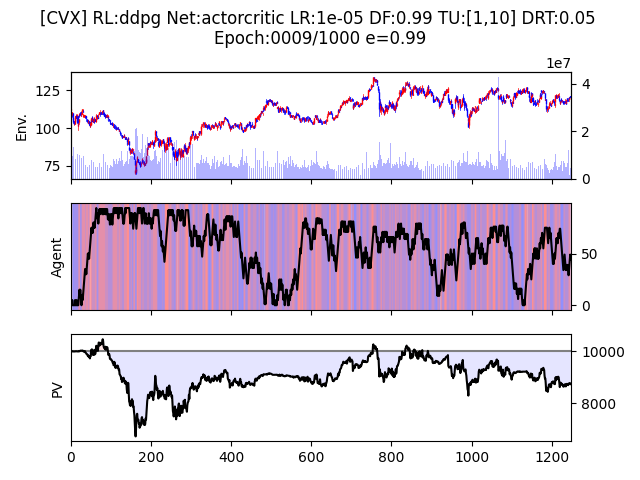 [CVX] RL:ddpg Net:actorcritic LR:1e-05 DF:0.99 TU:[1,10] DRT:0.05
Epoch:0009/1000 e=0.99
1e7
125
100
75
Env.
4
2
0
Agent
50
0
PV
10000
8000
0 200 400 600 800 1000 1200